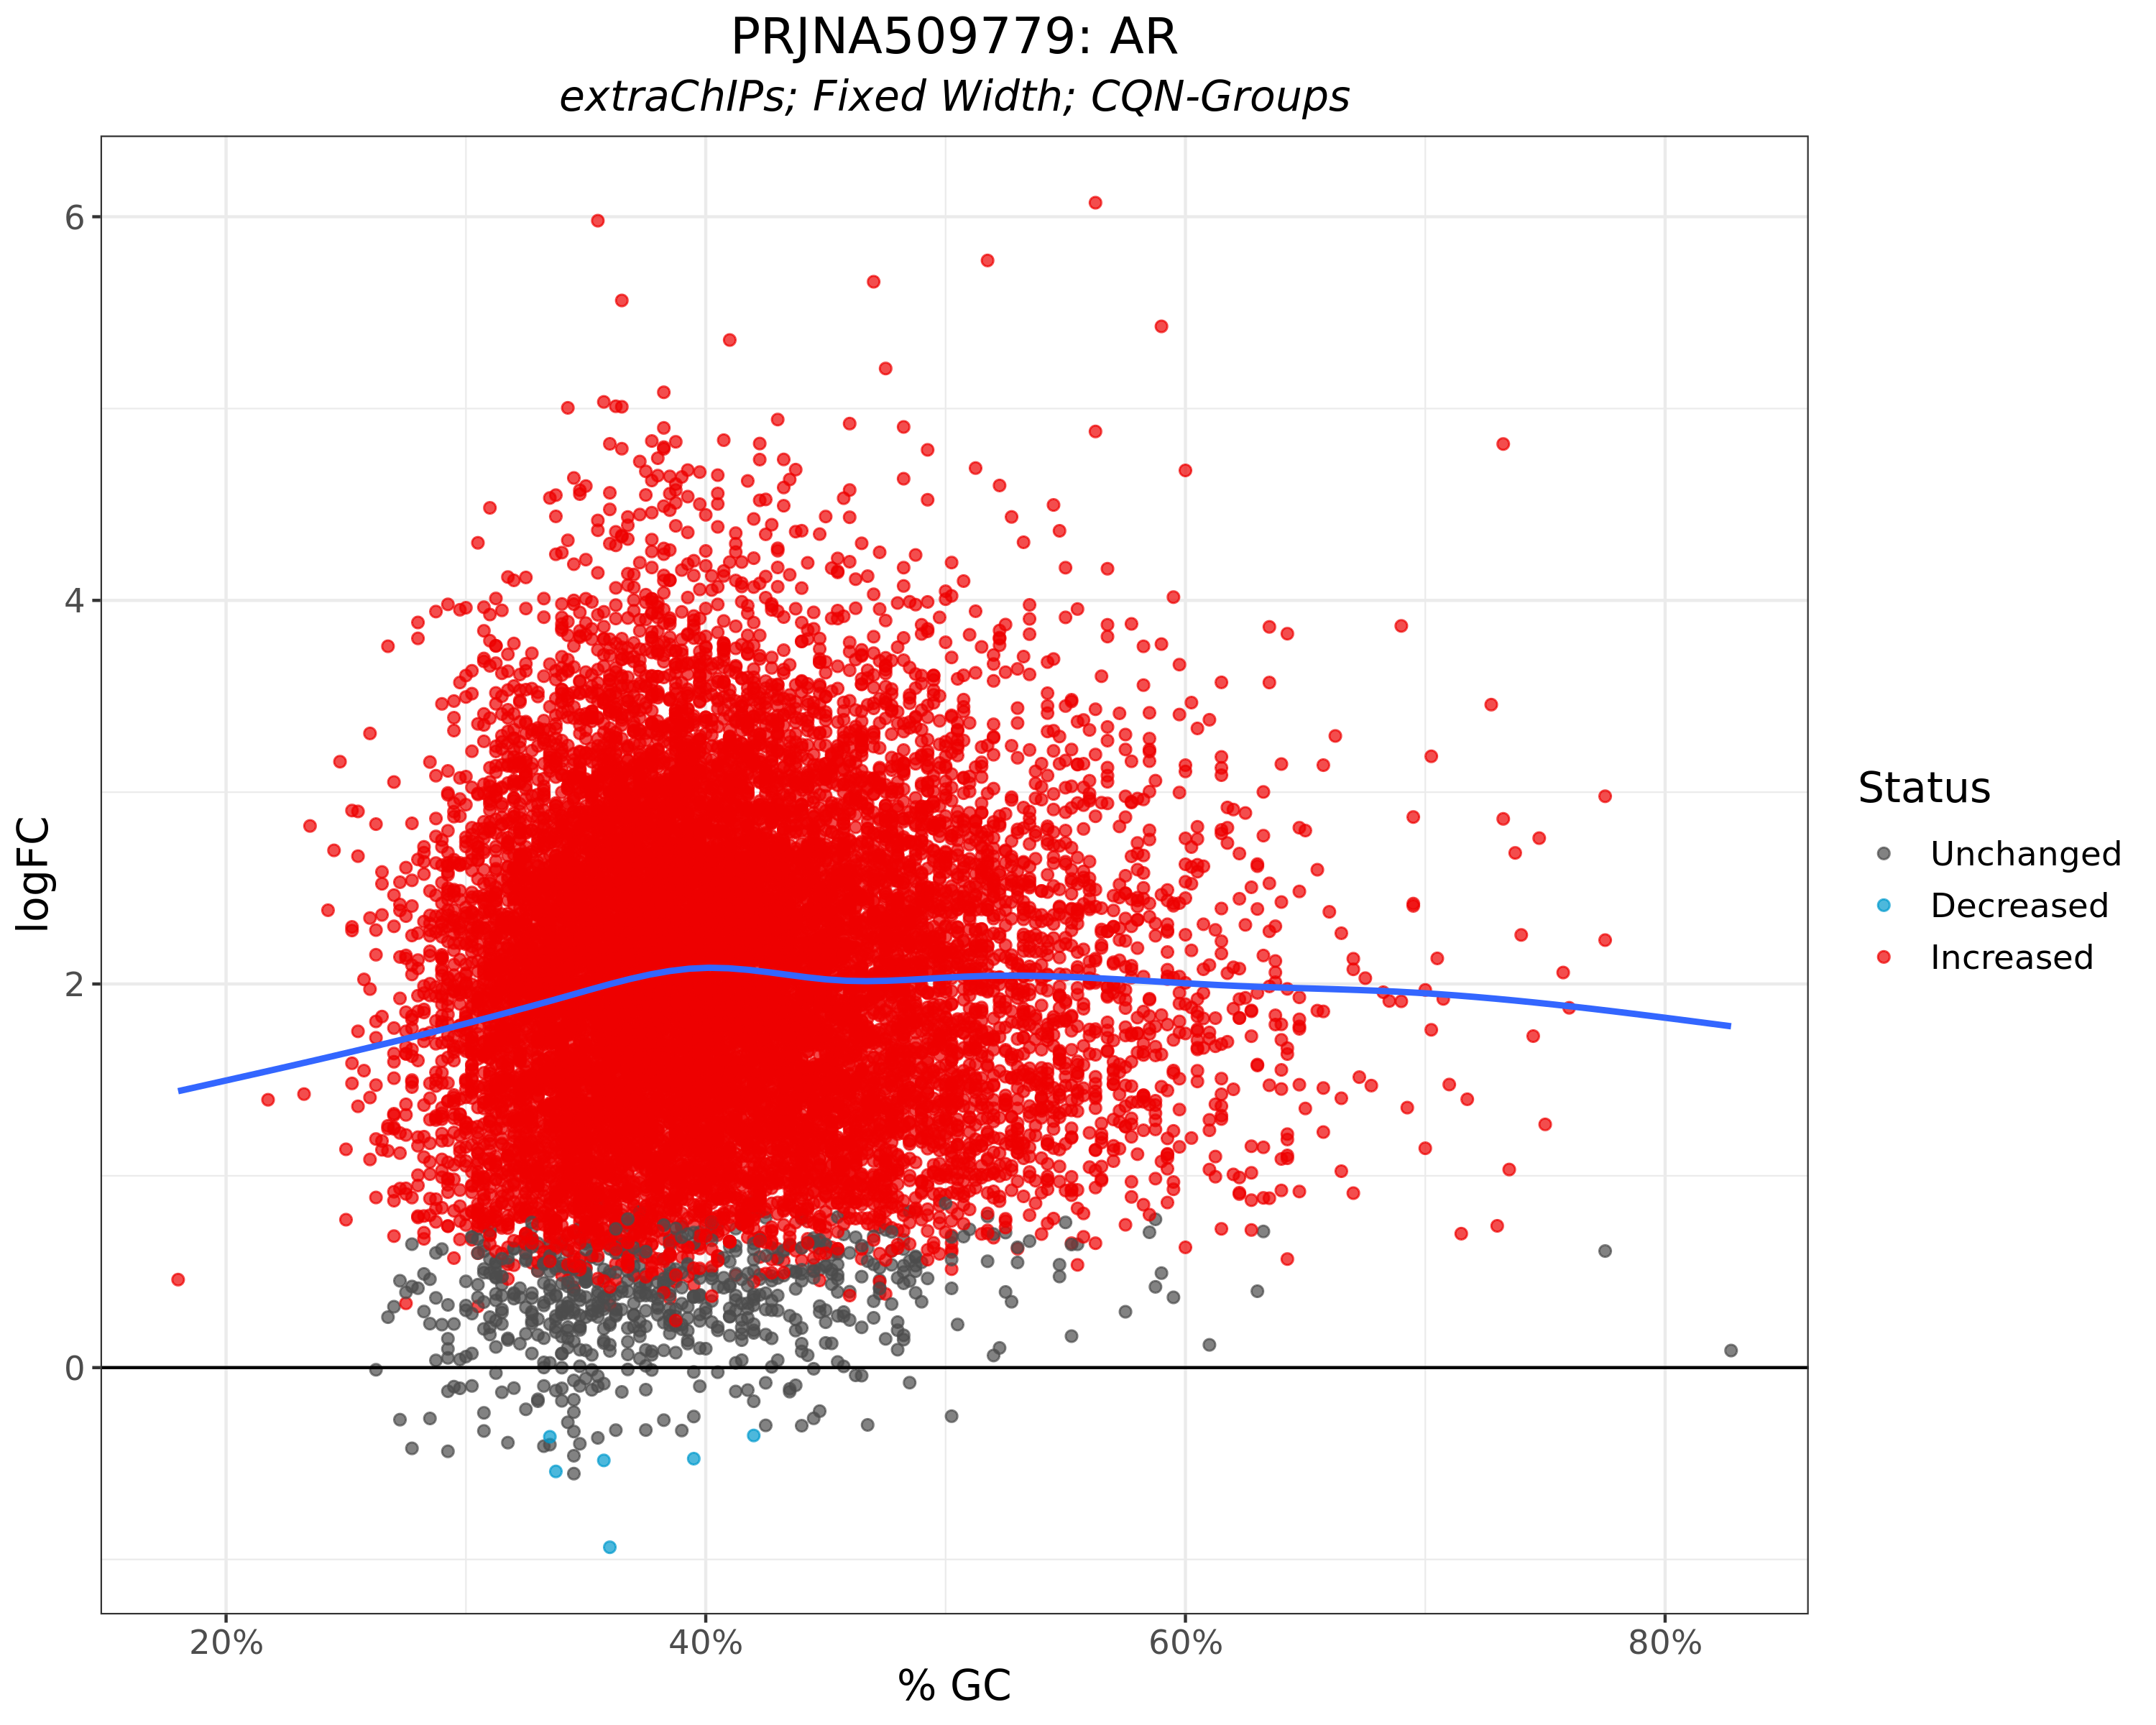 PRJNA509779: AR
extraChIPs; Fixed Width; CQN-Groups
logFC
6
4
2
0
20%
40%
60%
80%
% GC
Status
Unchanged
Decreased
Increased